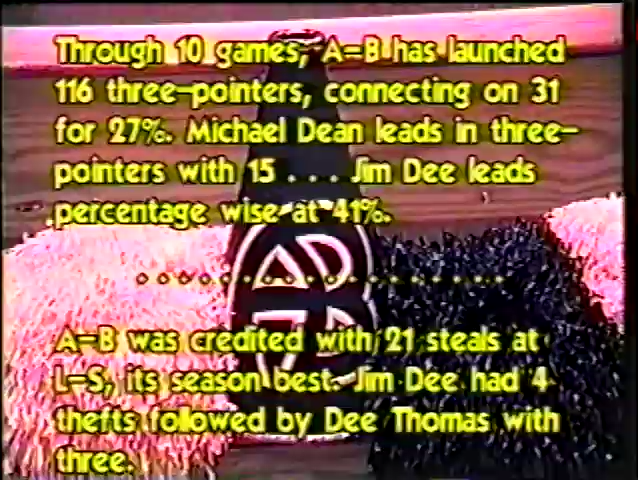 Through 10 games, A-B has launched
116 three-pointers, connecting on 31
for 27%. Michael Dean leads in three-
pointers with 15 . . . Jim Dee leads
percentage wise at 41%.
. . . . . . . . . . . . . . . . . .
A-B was credited with 21 steals at
L-S, its season best. Jim Dee had 4
thefts followed by Dee Thomas with
three.